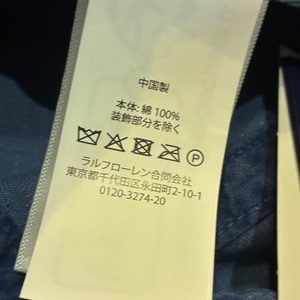 中国製
本体: 綿 100%
装飾部分を除く
P
ラルフローレン合同会社
東京都千代田区永田町2-10-1
0120-3274-20